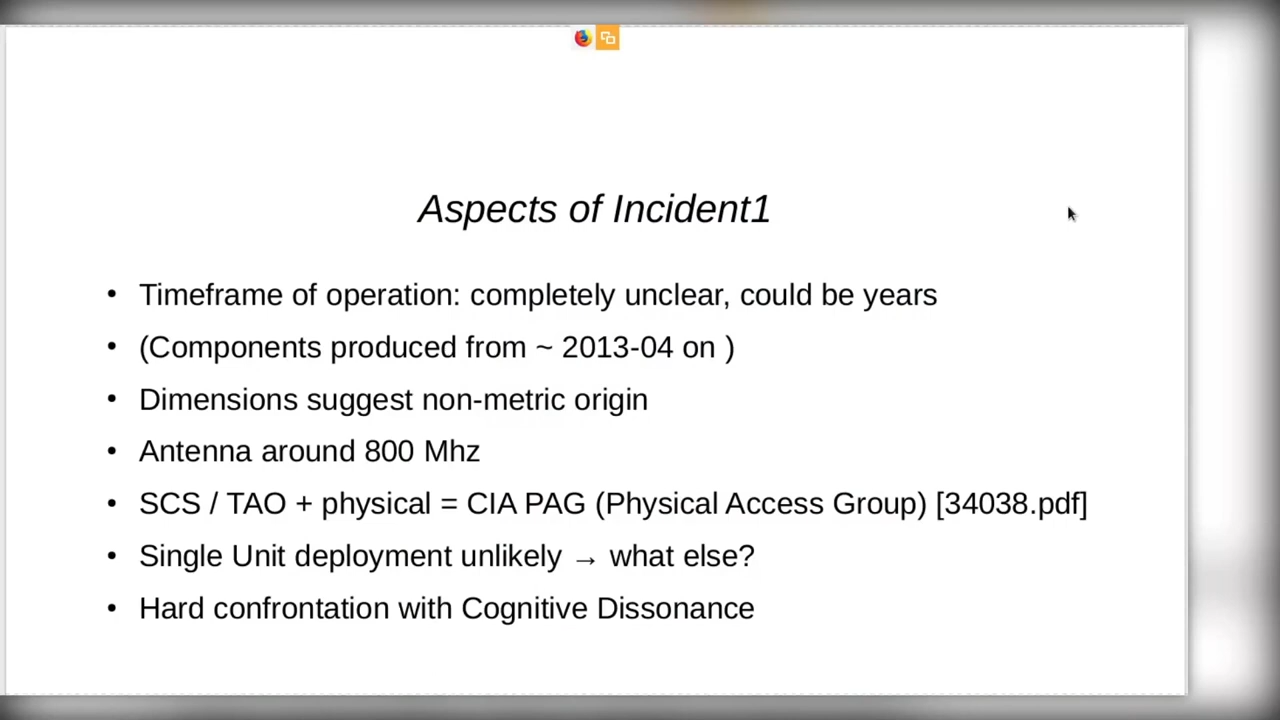 Aspects of Incident1
• Timeframe of operation: completely unclear, could be years
• (Components produced from ~ 2013-04 on )
• Dimensions suggest non-metric origin
• Antenna around 800 Mhz
• SCS / TAO + physical = CIA PAG (Physical Access Group) [34038.pdf]
• Single Unit deployment unlikely → what else?
• Hard confrontation with Cognitive Dissonance